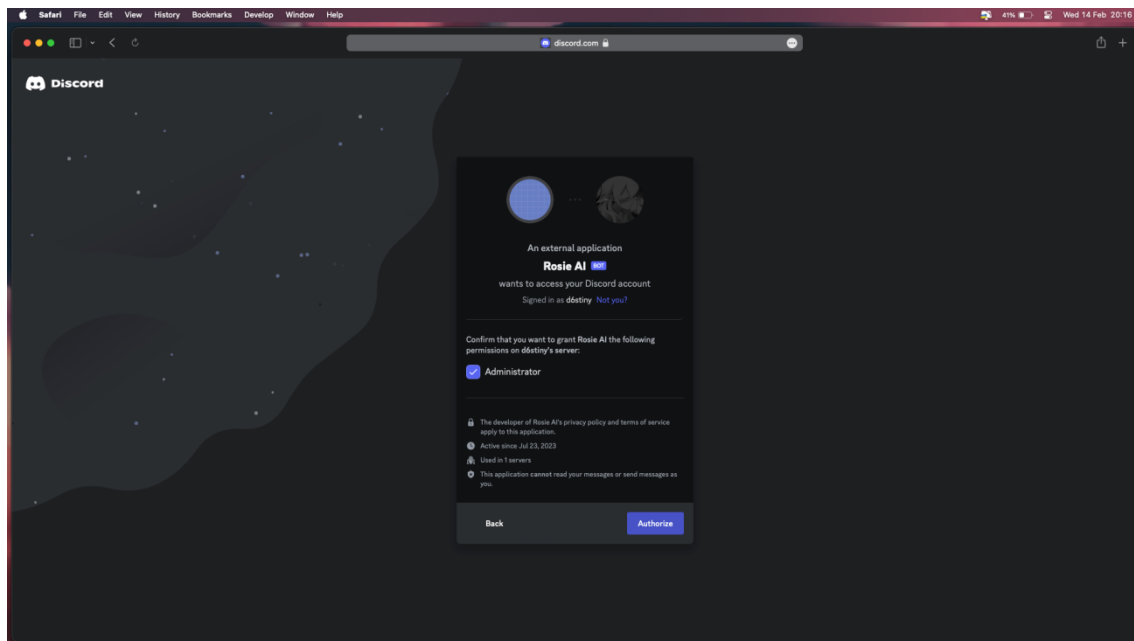 Safari File Edit View History Bookmarks Develop Window Help 41% Wed 14 Feb 20:16
discord.com
Discord
An external application
Rosie AI BOT
wants to access your Discord account
Signed in as d6stiny Not you?
Confirm that you want to grant Rosie AI the following
permissions on d6stiny's server:
Administrator
The developer of Rosie AI's privacy policy and terms of service
apply to this application.
Active since Jul 23, 2023
Used in 1 servers
This application cannot read your messages or send messages as
you.
Back Authorize